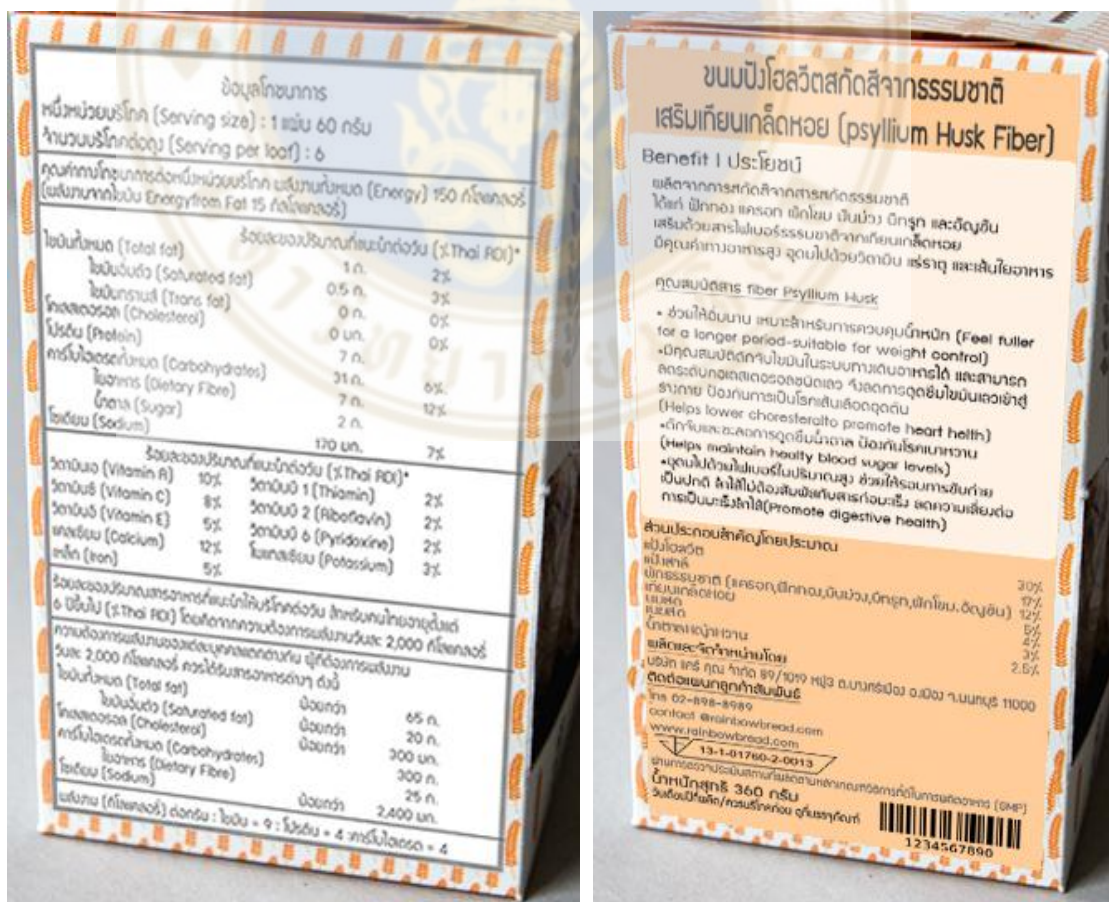 ข้อมูลโภชนาการ
หนึ่งหน่วยบริโภค (Serving size) : 1 แผ่น 60 กรัม
จำนวนบริโภคต่อถุง (Serving per loaf) : 6
คุณค่าทางโภชนาการต่อหนึ่งหน่วยบริโภค พลังงานทั้งหมด (Energy) 150 กิโลแคลอรี่
(พลังงานจากไขมัน Energyfrom Fat 15 กิโลแคลอรี่)
ร้อยละของปริมาณที่แนะนำต่อวัน (%Thai RDI)*
ไขมันทั้งหมด (Total fat) 1 ก. 2%
ไขมันอิ่มตัว (Saturated fat) 0.5 ก. 3%
ไขมันทรานส์ (Trans fat) 0 ก. 0%
โคเลสเตอรอล (Cholesterol) 0 มก. 0%
โปรตีน (Protein) 7 ก.
คาร์โบไฮเดรตทั้งหมด (Carbohydrates) 31 ก. 6%
ใยอาหาร (Dietary Fibre) 7 ก. 12%
น้ำตาล (Sugar) 2 ก.
โซเดียม (Sodium) 170 มก. 7%
ร้อยละของปริมาณที่แนะนำต่อวัน (%Thai RDI)*
วิตามินเอ (Vitamin A) 10% วิตามินบี 1 (Thiamin) 2%
วิตามินซี (Vitamin C) 8% วิตามินบี 2 (Riboflavin) 2%
วิตามินอี (Vitamin E) 5% วิตามินบี 6 (Pyridoxine) 2%
แคลเซียม (Calcium) 12% โพแทสเซียม (Potassium) 3%
เหล็ก (Iron) 5%
ร้อยละของปริมาณสารอาหารที่แนะนำให้บริโภคต่อวัน สำหรับคนไทยอายุตั้งแต่
6 ปีขึ้นไป (%Thai RDI) โดยคิดจากความต้องการพลังงานวันละ 2,000 กิโลแคลอรี่
ความต้องการพลังงานของแต่ละบุคคลแตกต่างกัน ผู้ที่ต้องการพลังงาน
วันละ 2,000 กิโลแคลอรี่ ควรได้รับสารอาหารต่างๆ ดังนี้
ไขมันทั้งหมด (Total fat) น้อยกว่า 65 ก.
ไขมันอิ่มตัว (Saturated fat) น้อยกว่า 20 ก.
โคเลสเตอรอล (Cholesterol) น้อยกว่า 300 มก.
คาร์โบไฮเดรตทั้งหมด (Carbohydrates) 300 ก.
ใยอาหาร (Dietary Fibre) 25 ก.
โซเดียม (Sodium) น้อยกว่า 2,400 มก.
พลังงาน (กิโลแคลอรี่) ต่อกรัม : ไขมัน = 9 : โปรตีน = 4 :คาร์โบไฮเดรต = 4
ขนมปังโฮลวีตสกัดสีจากธรรมชาติ
เสริมเทียนเกล็ดหอย (psyllium Husk Fiber)
Benefit | ประโยชน์
ผลิตจากการสกัดสีจากสารสกัดธรรมชาติ
ได้แก่ ฟักทอง แครอท ผักโขม มันม่วง บีทรูท และอัญชัน
เสริมด้วยสารไฟเบอร์ธรรมชาติจากเทียนเกล็ดหอย
มีคุณค่าทางอาหารสูง อุดมไปด้วยวิตามิน แร่ธาตุ และเส้นใยอาหาร
คุณสมบัติสาร fiber Psyllium Husk
• ช่วยให้อิ่มนาน เหมาะสำหรับการควบคุมน้ำหนัก (Feel fuller
for a longer period-suitable for weight control)
•มีคุณสมบัติดักจับไขมันในระบบทางเดินอาหารได้ และสามารถ
ลดระดับคอเลสเตอรอลชนิดเลว จึงลดการดูดซึมไขมันเลวเข้าสู่
ร่างกาย ป้องกันการเป็นโรคเส้นเลือดอุดตัน
(Helps lower choresteralto promote heart helth)
•ดักจับและชะลอการดูดซึมน้ำตาล ป้องกันโรคเบาหวาน
(Helps maintain healty blood sugar levels)
•อุดมไปด้วยไฟเบอร์ในปริมาณสูง ช่วยให้รอบการขับถ่าย
เป็นปกติ ลำไส้ไม่ต้องสัมผัสกับสารก่อมะเร็ง ลดความเสี่ยงต่อ
การเป็นมะเร็งลำไส้(Promote digestive health)
ส่วนประกอบสำคัญโดยประมาณ
แป้งโฮลวีต 30%
แป้งสาลี 17%
ผักธรรมชาติ (แครอท,ฟักทอง,มันม่วง,บีทรูท,ผักโขม,อัญชัน) 12%
เทียนเกล็ดหอย 5%
นมสด 4%
เนยสด 3%
น้ำตาลหญ้าหวาน 2.5%
ผลิตและจัดจำหน่ายโดย
บริษัท แคร์ คุณ จำกัด 89/1019 หมู่3 ต.บางศรีเมือง อ.เมือง จ.นนทบุรี 11000
ติดต่อแผนกลูกค้าสัมพันธ์
โทร 02-898-8989
contact @rainbowbread.com
www.rainbowbread.com
13-1-01760-2-0013
ผ่านการตรวจประเมินสถานที่ผลิตตามหลักเกณฑ์วิธีการที่ดีในการผลิตอาหาร (GMP)
น้ำหนักสุทธิ 360 กรัม
วันเดือนปีที่ผลิต/ควรบริโภคก่อน ดูที่บรรจุภัณฑ์
1234567890